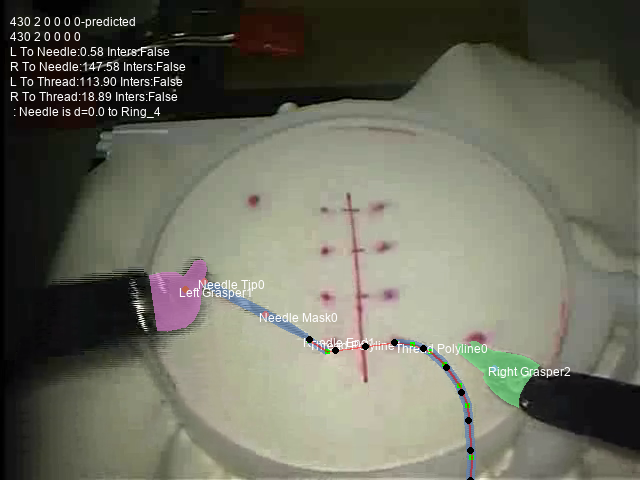 430 2 0 0 0 0-predicted
430 2 0 0 0 0
L To Needle:0.58 Inters:False
R To Needle:147.58 Inters:False
L To Thread:113.90 Inters:False
R To Thread:18.89 Inters:False
: Needle is d=0.0 to Ring_4
Needle Tip0
Left Grasper1
Needle Mask0
Thread Polyline0
Right Grasper2